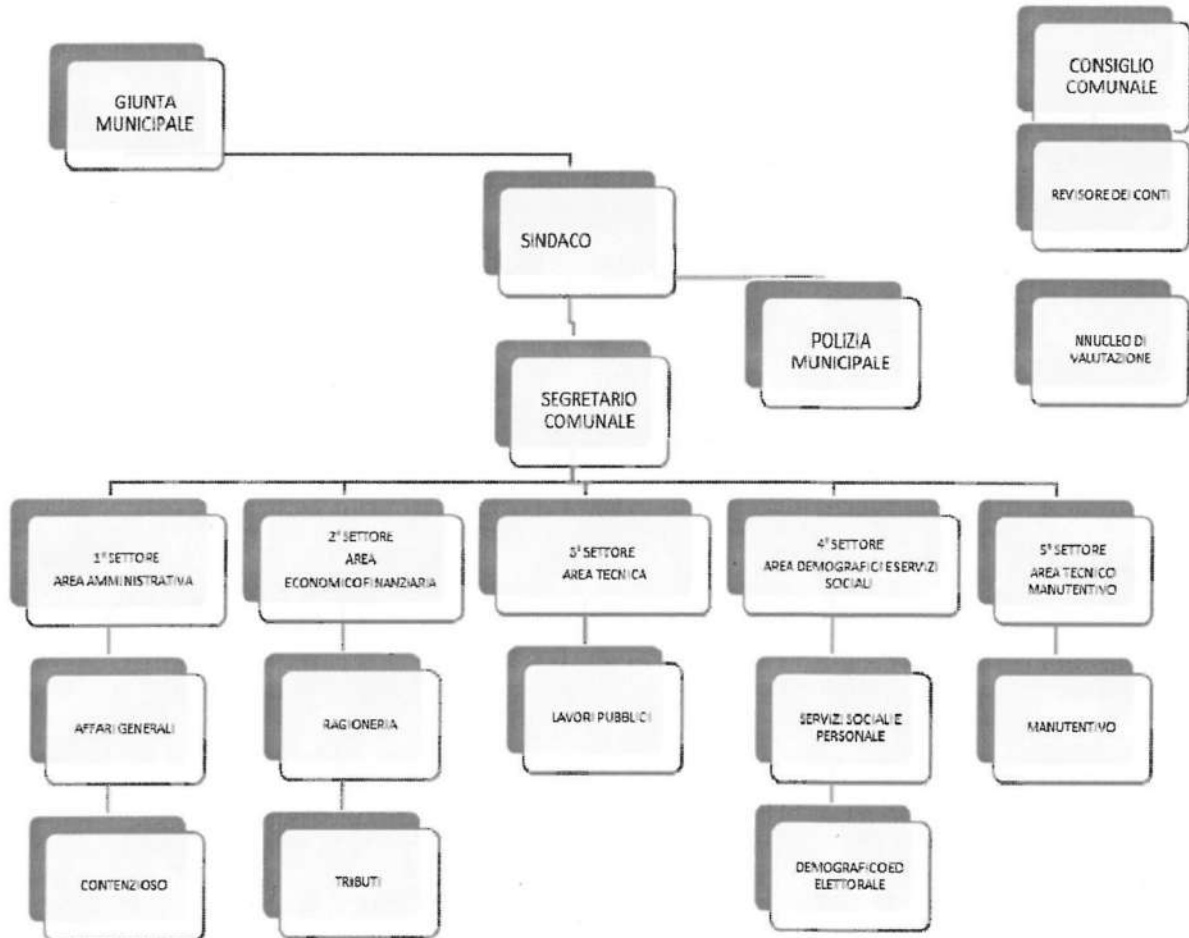 GIUNTA
MUNICIPALE
CONSIGLIO
COMUNALE
REVISORE DEI CONTI
SINDACO
POLIZIA
MUNICIPALE
NNUCLEO DI
VALUTAZIONE
SEGRETARIO
COMUNALE
1° SETTORE
AREA AMMINISTRATIVA
2° SETTORE
AREA
ECONOMICO FINANZIARIA
3° SETTORE
AREA TECNICA
4° SETTORE
AREA DEMOGRAFICI E SERVIZI
SOCIALI
5° SETTORE
AREA TECNICO
MANUTENTIVO
AFFARI GENERALI
RAGIONERIA
LAVORI PUBBLICI
SERVIZI SOCIALI E
PERSONALE
MANUTENTIVO
CONTENZIOSO
TRIBUTI
DEMOGRAFICO ED
ELETTORALE